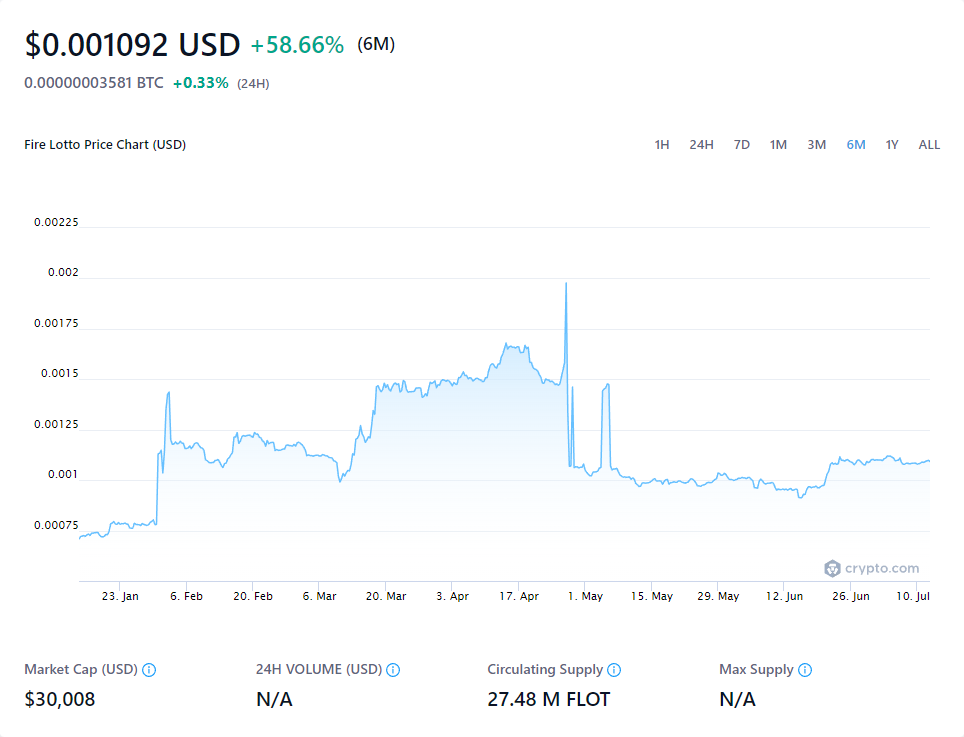 $0.001092 USD +58.66% (6M)
0.00000003581 BTC +0.33% (24H)
Fire Lotto Price Chart (USD) 1H 24H 7D 1M 3M 6M 1Y ALL
0.00225
0.002
0.00175
0.0015
0.00125
0.001
0.00075
crypto.com
23. Jan 6. Feb 20. Feb 6. Mar 20. Mar 3. Apr 17. Apr 1. May 15. May 29. May 12. Jun 26. Jun 10. Jul
Market Cap (USD) 24H VOLUME (USD) Circulating Supply Max Supply
$30,008 N/A 27.48 M FLOT N/A